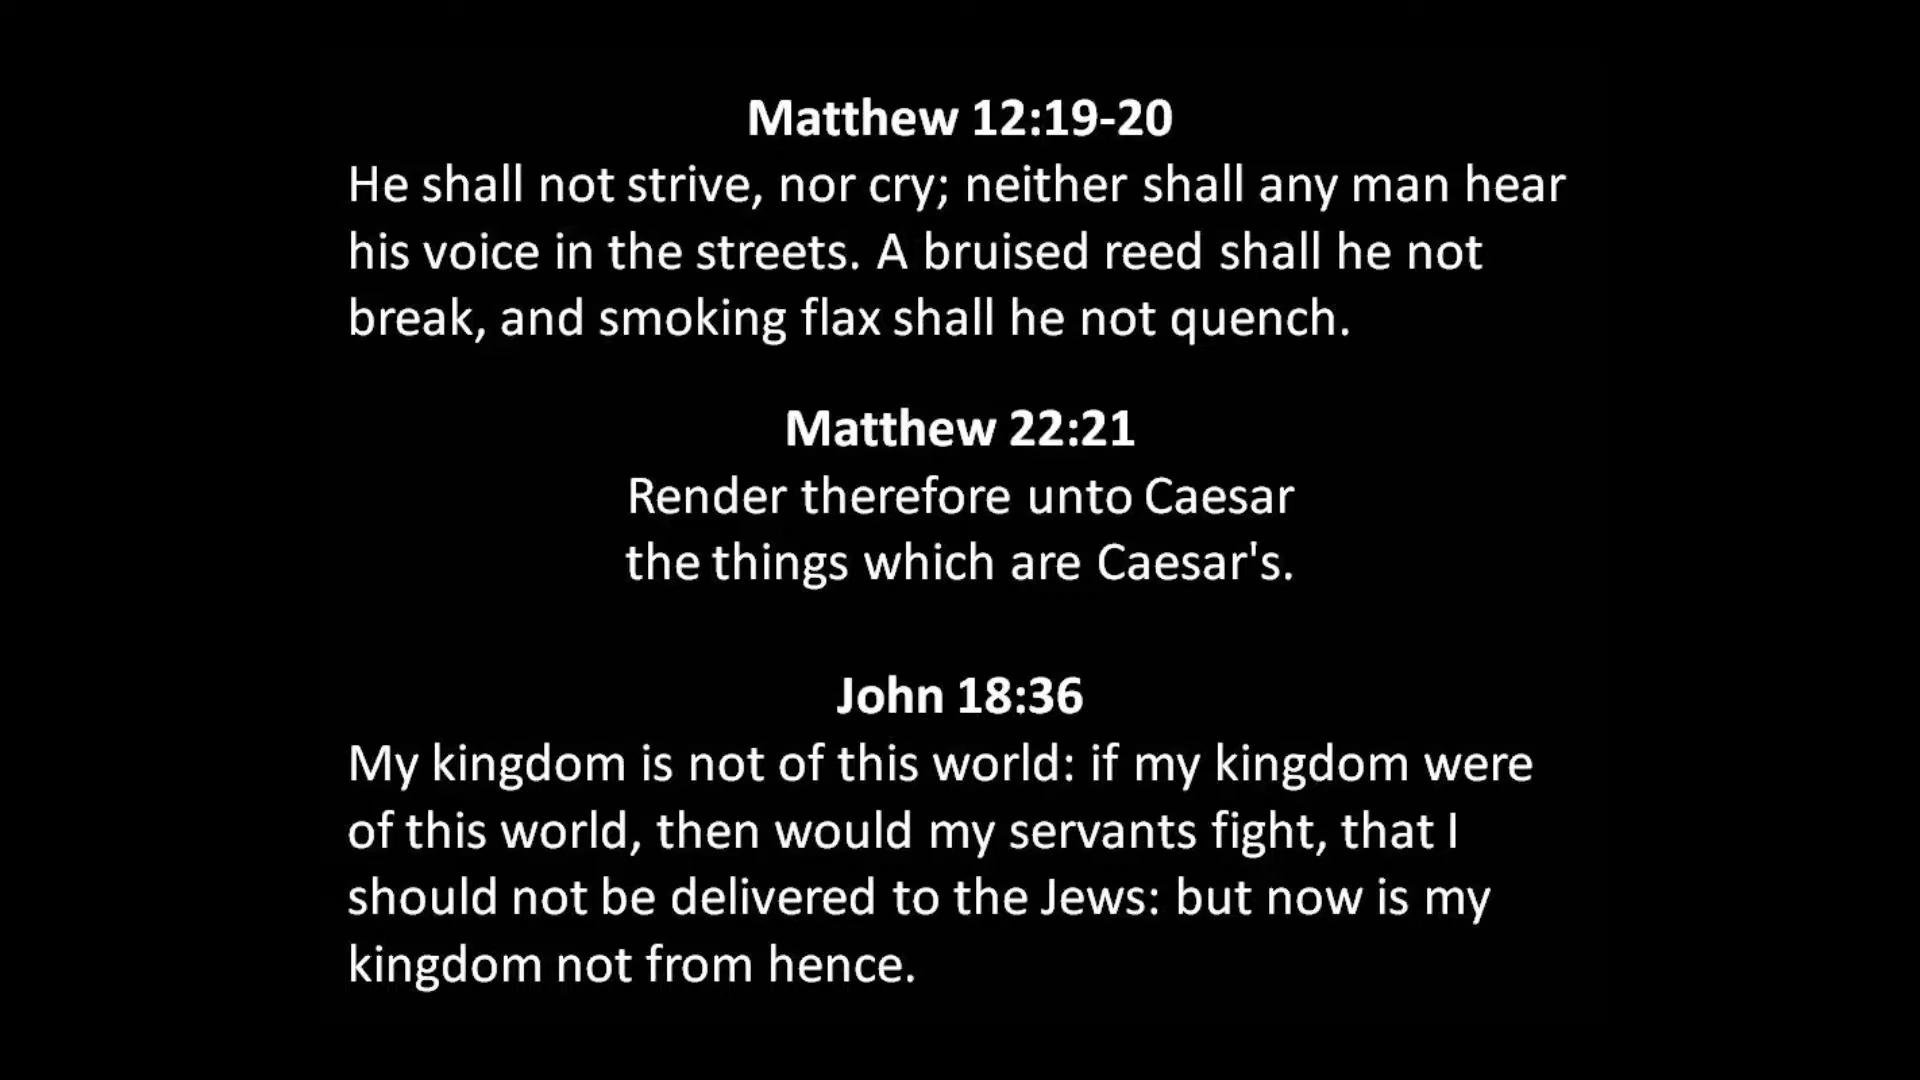 Matthew 12:19-20
He shall not strive, nor cry; neither shall any man hear
his voice in the streets. A bruised reed shall he not
break, and smoking flax shall he not quench.
Matthew 22:21
Render therefore unto Caesar
the things which are Caesar's.
John 18:36
My kingdom is not of this world: if my kingdom were
of this world, then would my servants fight, that I
should not be delivered to the Jews: but now is my
kingdom not from hence.